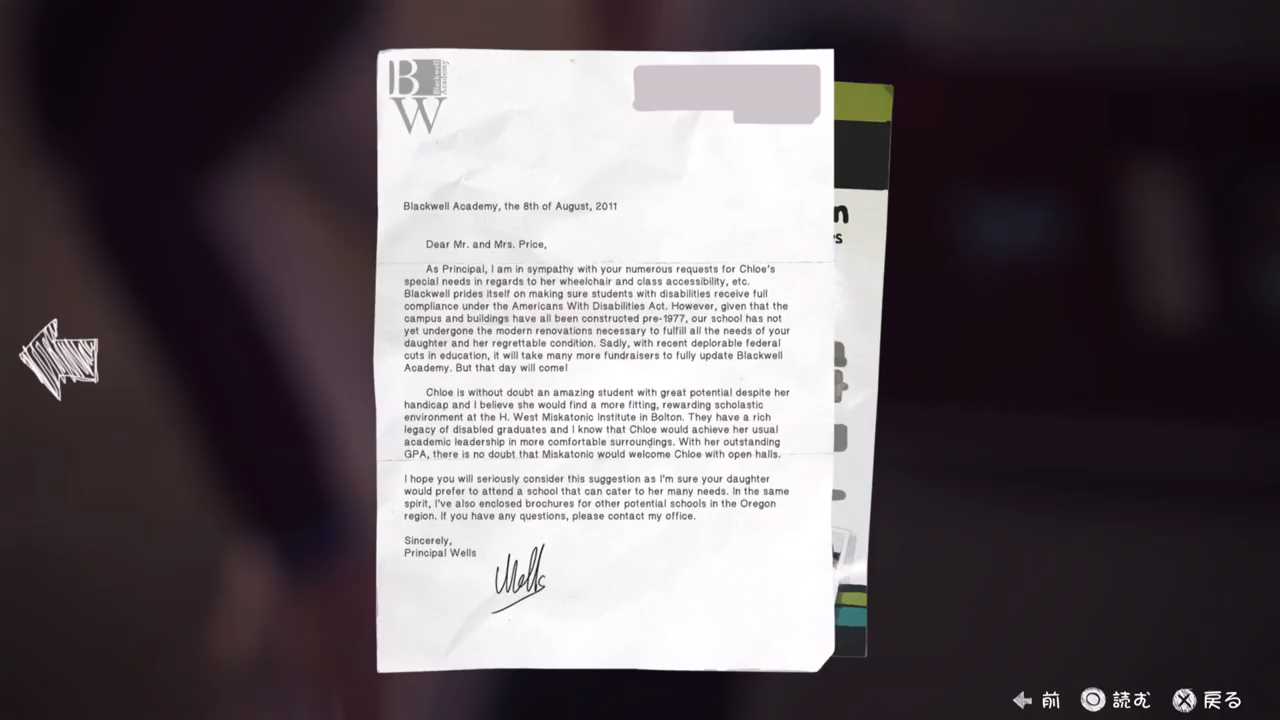 B
W
Blackwell
Academy
Blackwell Academy, the 8th of August, 2011
Dear Mr. and Mrs. Price,
As Principal, I am in sympathy with your numerous requests for Chloe's
special needs in regards to her wheelchair and class accessibility, etc.
Blackwell prides itself on making sure students with disabilities receive full
compliance under the Americans With Disabilities Act. However, given that the
campus and buildings have all been constructed pre-1977, our school has not
yet undergone the modern renovations necessary to fulfill all the needs of your
daughter and her regrettable condition. Sadly, with recent deplorable federal
cuts in education, it will take many more fundraisers to fully update Blackwell
Academy. But that day will come!
Chloe is without doubt an amazing student with great potential despite her
handicap and I believe she would find a more fitting, rewarding scholastic
environment at the H. West Miskatonic Institute in Bolton. They have a rich
legacy of disabled graduates and I know that Chloe would achieve her usual
academic leadership in more comfortable surroundings. With her outstanding
GPA, there is no doubt that Miskatonic would welcome Chloe with open halls.
I hope you will seriously consider this suggestion as I'm sure your daughter
would prefer to attend a school that can cater to her many needs. In the same
spirit, I've also enclosed brochures for other potential schools in the Oregon
region. If you have any questions, please contact my office.
Sincerely,
Principal Wells
Wells
前 読む 戻る